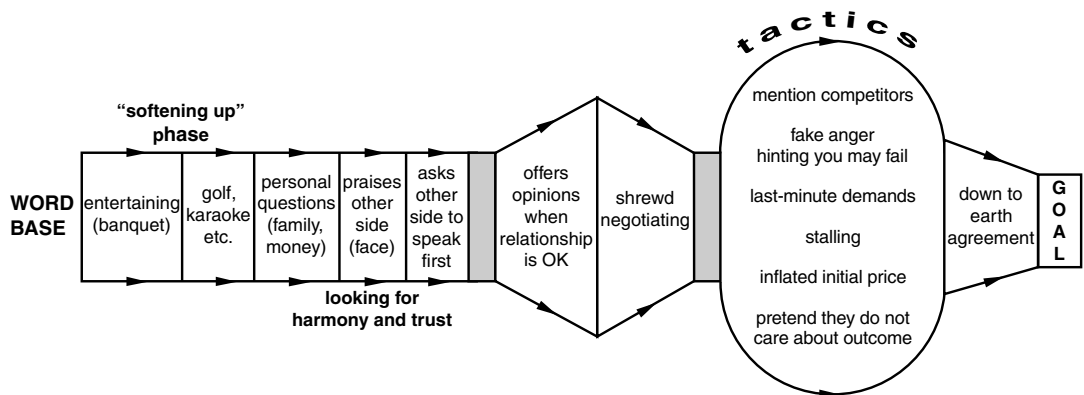 tactics
“softening up”
phase
WORD
BASE
entertaining
(banquet)
golf,
karaoke
etc.
personal
questions
(family,
money)
praises
other
side
(face)
asks
other
side to
speak
first
looking for
harmony and trust
offers
opinions
when
relationship
is OK
shrewd
negotiating
mention competitors
fake anger
hinting you may fail
last-minute demands
stalling
inflated initial price
pretend they do not
care about outcome
down to
earth
agreement
GOAL